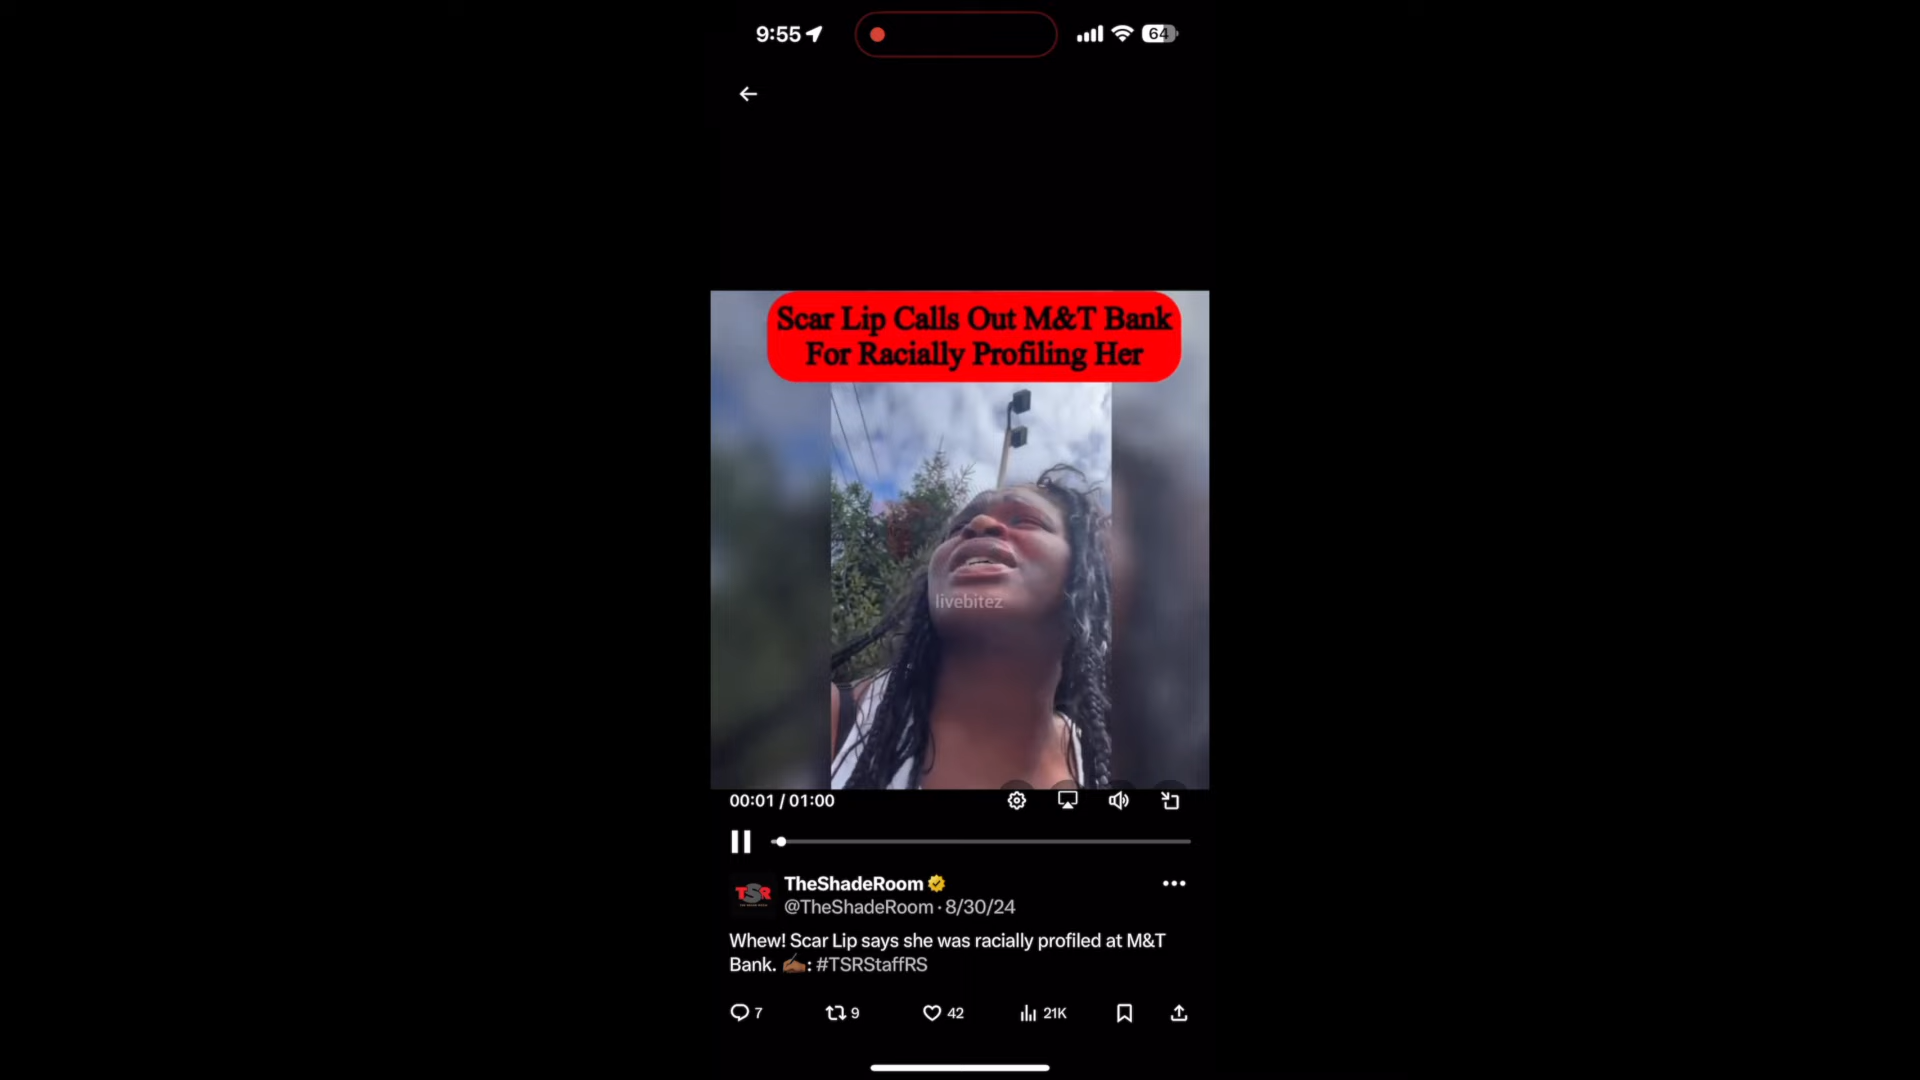 9:55
64
Scar Lip Calls Out M&T Bank
For Racially Profiling Her
livebitez
00:01 / 01:00
TSR
TheShadeRoom
@TheShadeRoom · 8/30/24
Whew! Scar Lip says she was racially profiled at M&T
Bank. ✍🏾: #TSRStaffRS
7 9 42 21K